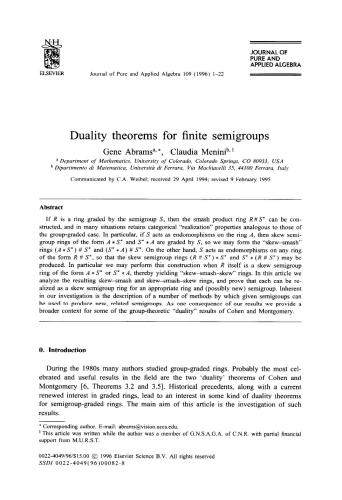 NH
ELSEVIER
JOURNAL OF
PURE AND
APPLIED ALGEBRA
Journal of Pure and Applied Algebra 109 (1996) 1–22
Duality theorems for finite semigroups
Gene Abrams^a,*, Claudia Menini^b,1
^a Department of Mathematics, University of Colorado, Colorado Springs, CO 80933, USA
^b Dipartimento di Matematica, Università di Ferrara, Via Machiavelli 35, 44100 Ferrara, Italy
Communicated by C.A. Weibel; received 29 April 1994; revised 9 February 1995
Abstract
If R is a ring graded by the semigroup S, then the smash product ring R#S* can be con-
structed, and in many situations retains categorical "realization" properties analogous to those of
the group-graded case. In particular, if S acts as endomorphisms on the ring A, then skew semi-
group rings of the form A * S° and S° * A are graded by S, so we may form the "skew–smash"
rings (A * S°) # S* and (S° * A) # S*. On the other hand, S acts as endomorphisms on any ring
of the form R # S*, so that the skew semigroup rings (R # S*) * S° and S° * (R # S*) may be
produced. In particular we may perform this construction when R itself is a skew semigroup
ring of the form A * S° or S° * A, thereby yielding "skew–smash–skew" rings. In this article we
analyze the resulting skew–smash and skew–smash–skew rings, and prove that each can be re-
alized as a skew semigroup ring for an appropriate ring and (possibly new) semigroup. Inherent
in our investigation is the description of a number of methods by which given semigroups can
be used to produce new, related semigroups. As one consequence of our results we provide a
broader context for some of the group-theoretic "duality" results of Cohen and Montgomery.
0. Introduction
During the 1980s many authors studied group-graded rings. Probably the most cel-
ebrated and useful results in the field are the two 'duality' theorems of Cohen and
Montgomery [6, Theorems 3.2 and 3.5]. Historical precedents, along with a current
renewed interest in graded rings, lead to an interest in some kind of duality theorems
for semigroup-graded rings. The main aim of this article is the investigation of such
results.
* Corresponding author. E-mail: abrams@vision.uccs.edu.
1 This article was written while the author was a member of G.N.S.A.G.A. of C.N.R. with partial financial
support from M.U.R.S.T.
0022-4049/96/$15.00 © 1996 Elsevier Science B.V. All rights reserved
SSDI 0022-4049(96)00082-8